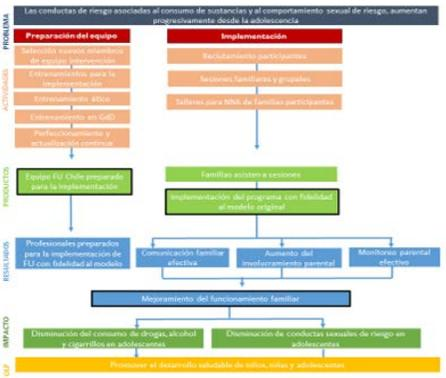 PROBLEMA
Las conductas de riesgo asociadas al consumo de sustancias y al comportamiento sexual de riesgo, aumentan
progresivamente desde la adolescencia
ACTIVIDADES
Preparación del equipo
Selección nuevos miembros
de equipo intervención
Entrenamientos para la
implementación
Entrenamiento ético
Entrenamiento en GdD
Perfeccionamiento y
actualización continua
Implementación
Reclutamiento participantes
Sesiones familiares y grupales
Talleres para NNA de familias participantes
PRODUCTOS
Equipo FU Chile preparado
para la implementación
Familias asisten a sesiones
Implementación del programa con fidelidad
al modelo original
RESULTADOS
Profesionales preparados
para la implementación de
FU con fidelidad al modelo
Comunicación familiar
efectiva
Aumento del
involucramiento parental
Monitoreo parental
efectivo
Mejoramiento del funcionamiento familiar
IMPACTO
Disminución del consumo de drogas, alcohol
y cigarrillos en adolescentes
Disminución de conductas sexuales de riesgo en
adolescentes
Promover el desarrollo saludable de niños, niñas y adolescentes